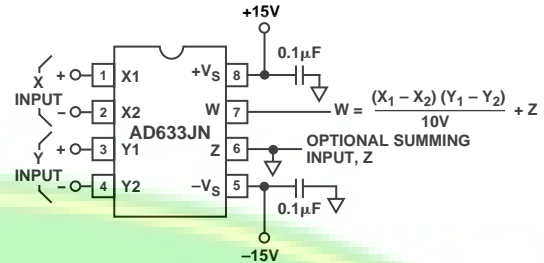 +15V
0.1μF
+ 1 X1 +VS 8
X
INPUT
– 2 X2 W 7 W = (X1 – X2) (Y1 – Y2) / 10V + Z
AD633JN
+ 3 Y1 Z 6 OPTIONAL SUMMING
INPUT, Z
Y
INPUT
– 4 Y2 –VS 5
0.1μF
–15V